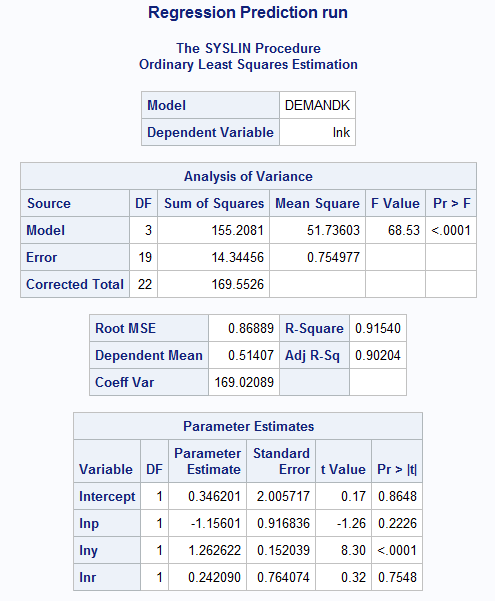 Regression Prediction run
The SYSLIN Procedure
Ordinary Least Squares Estimation
Model DEMANDK
Dependent Variable lnk
Analysis of Variance
Source DF Sum of Squares Mean Square F Value Pr > F
Model 3 155.2081 51.73603 68.53 <.0001
Error 19 14.34456 0.754977
Corrected Total 22 169.5526
Root MSE 0.86889 R-Square 0.91540
Dependent Mean 0.51407 Adj R-Sq 0.90204
Coeff Var 169.02089
Parameter Estimates
Variable DF Parameter Estimate Standard Error t Value Pr > |t|
Intercept 1 0.346201 2.005717 0.17 0.8648
lnp 1 -1.15601 0.916836 -1.26 0.2226
lny 1 1.262622 0.152039 8.30 <.0001
lnr 1 0.242090 0.764074 0.32 0.7548